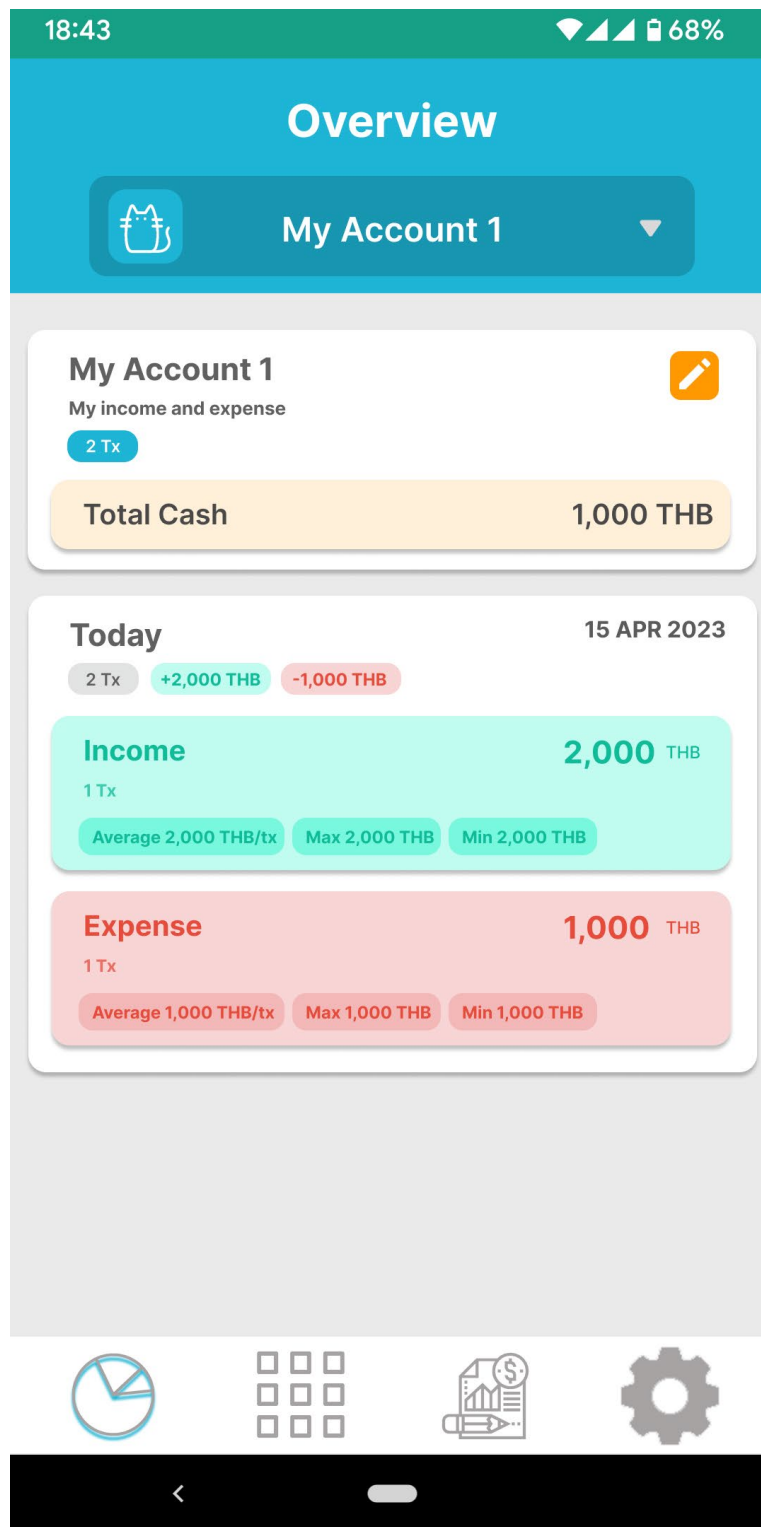 18:43 68%
Overview
My Account 1
My Account 1
My income and expense
2 Tx
Total Cash 1,000 THB
Today 15 APR 2023
2 Tx +2,000 THB -1,000 THB
Income 2,000 THB
1 Tx
Average 2,000 THB/tx Max 2,000 THB Min 2,000 THB
Expense 1,000 THB
1 Tx
Average 1,000 THB/tx Max 1,000 THB Min 1,000 THB
$